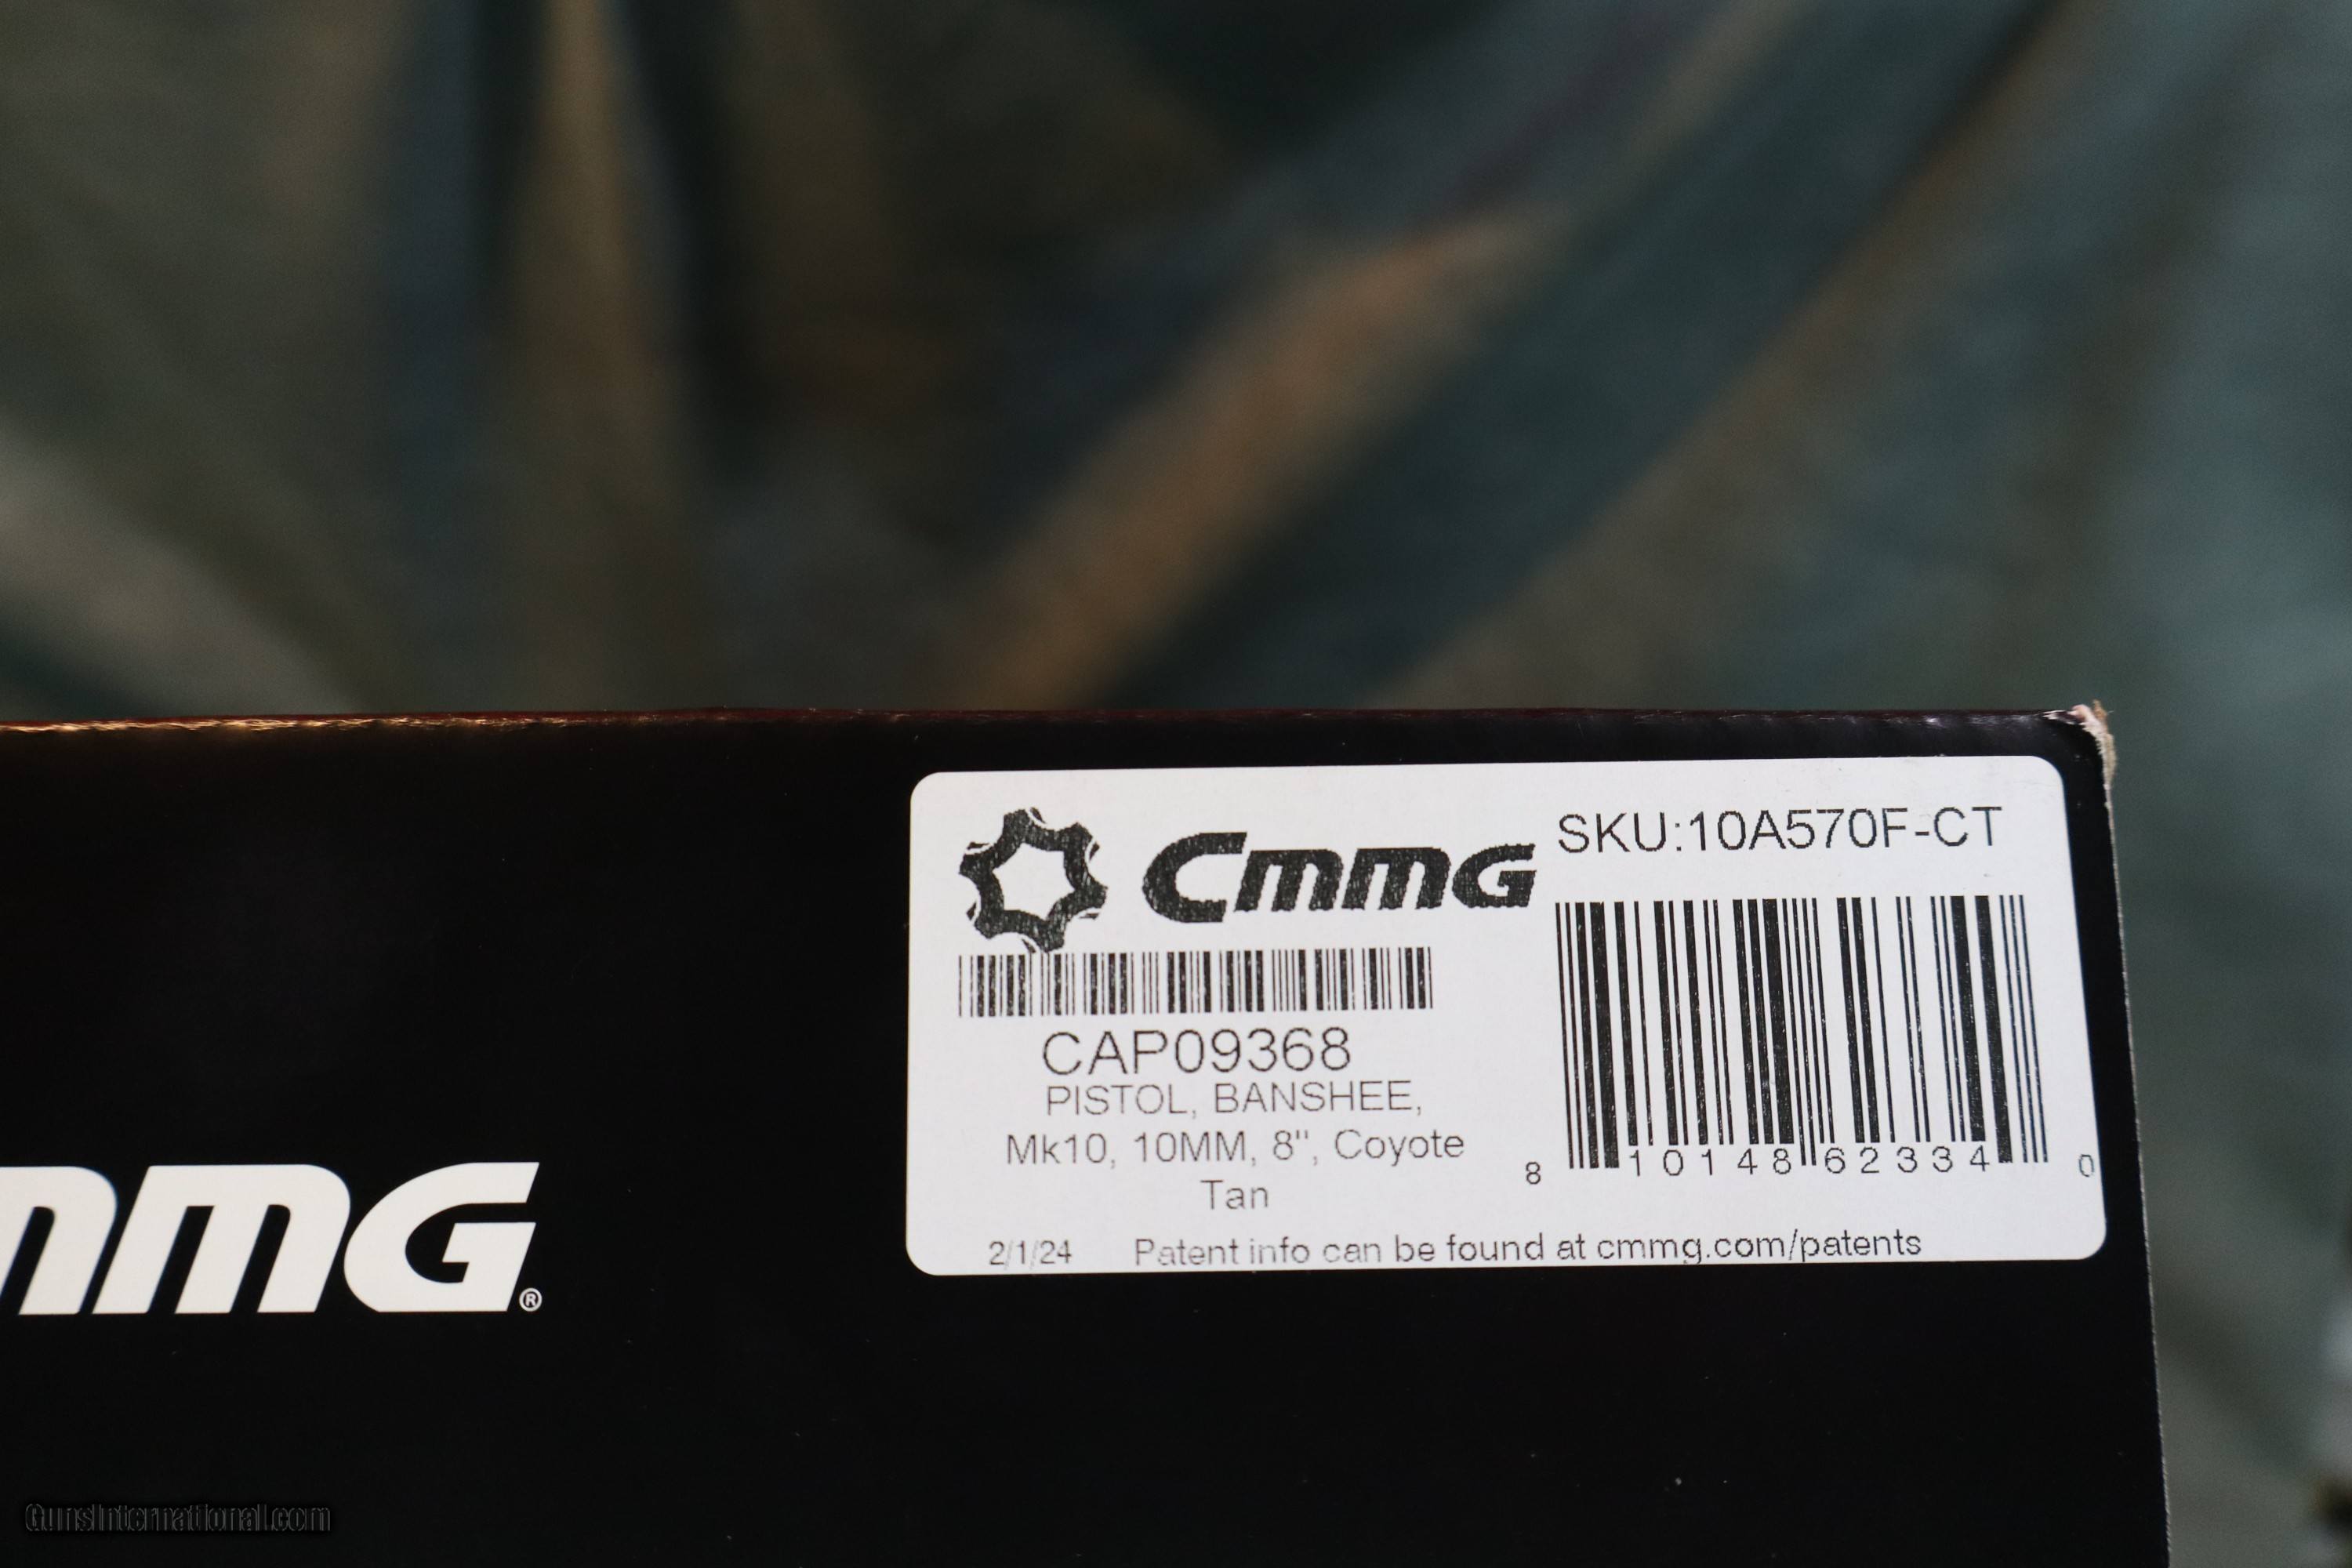 CMMG
SKU:10A570F-CT
CAP09368
PISTOL, BANSHEE,
Mk10, 10MM, 8", Coyote
Tan
8 10148 62334 0
2/1/24 Patent info can be found at cmmg.com/patents
MMG®
GunsInternational.com